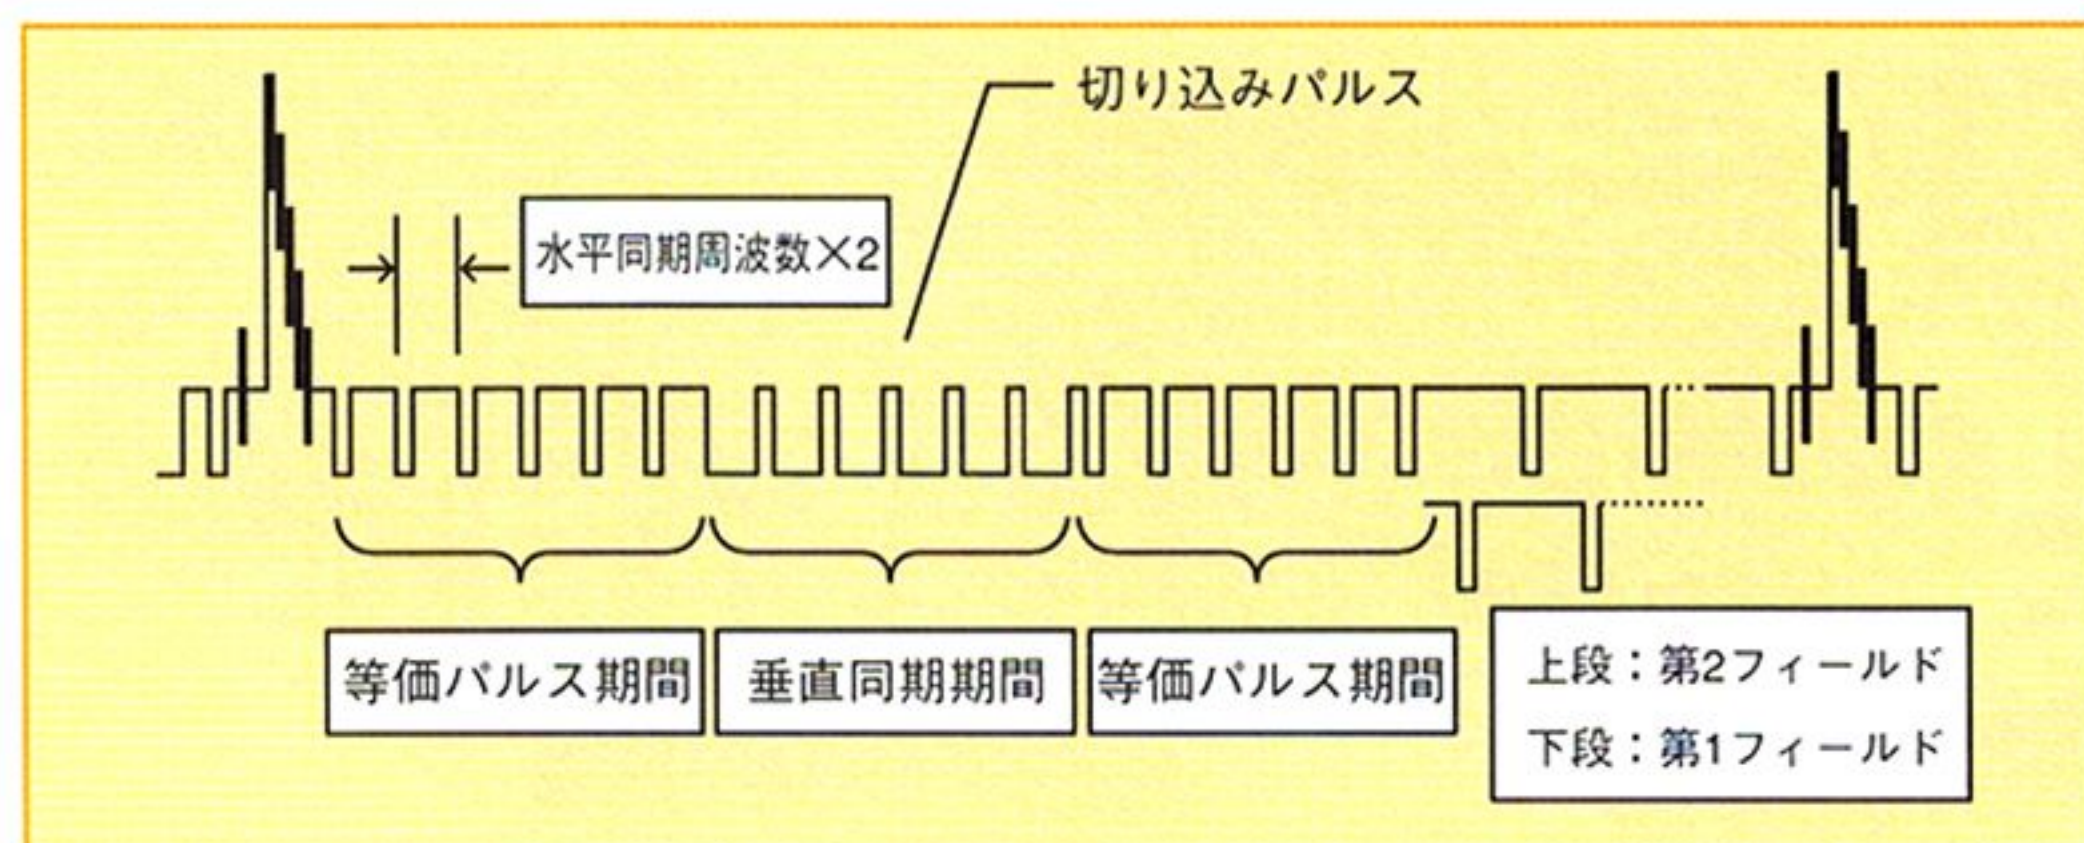 切り込みパルス
水平同期周波数×2
等価パルス期間
垂直同期期間
等価パルス期間
上段：第2フィールド
下段：第1フィールド